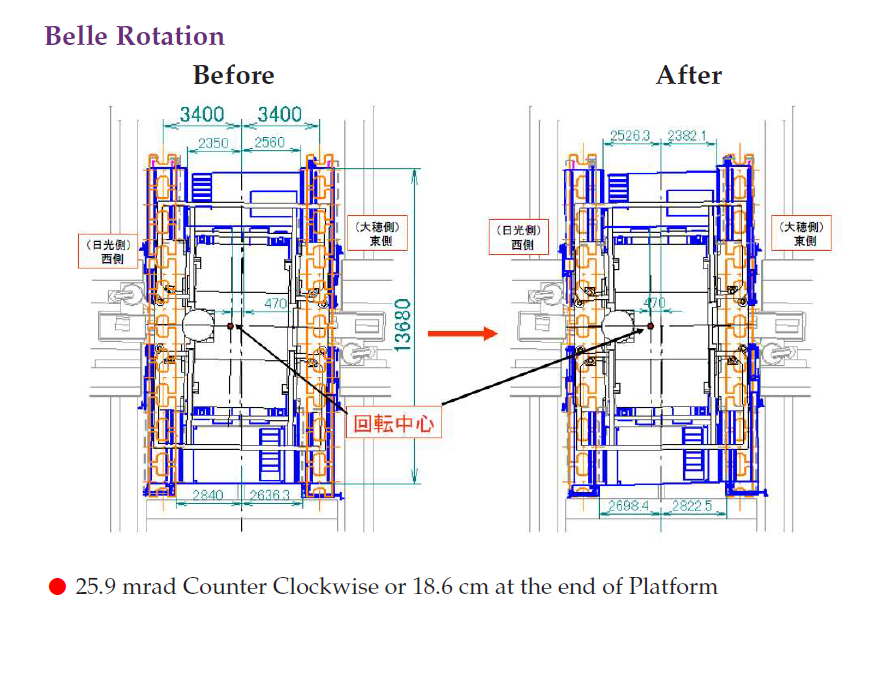 Belle Rotation
Before
After
3400 3400
2350 2560
2526.3 2382.1
(日光側)
西側
(大穂側)
東側
(日光側)
西側
(大穂側)
東側
470
470
13680
回転中心
2840 2636.3
2698.4 2822.5
25.9 mrad Counter Clockwise or 18.6 cm at the end of Platform